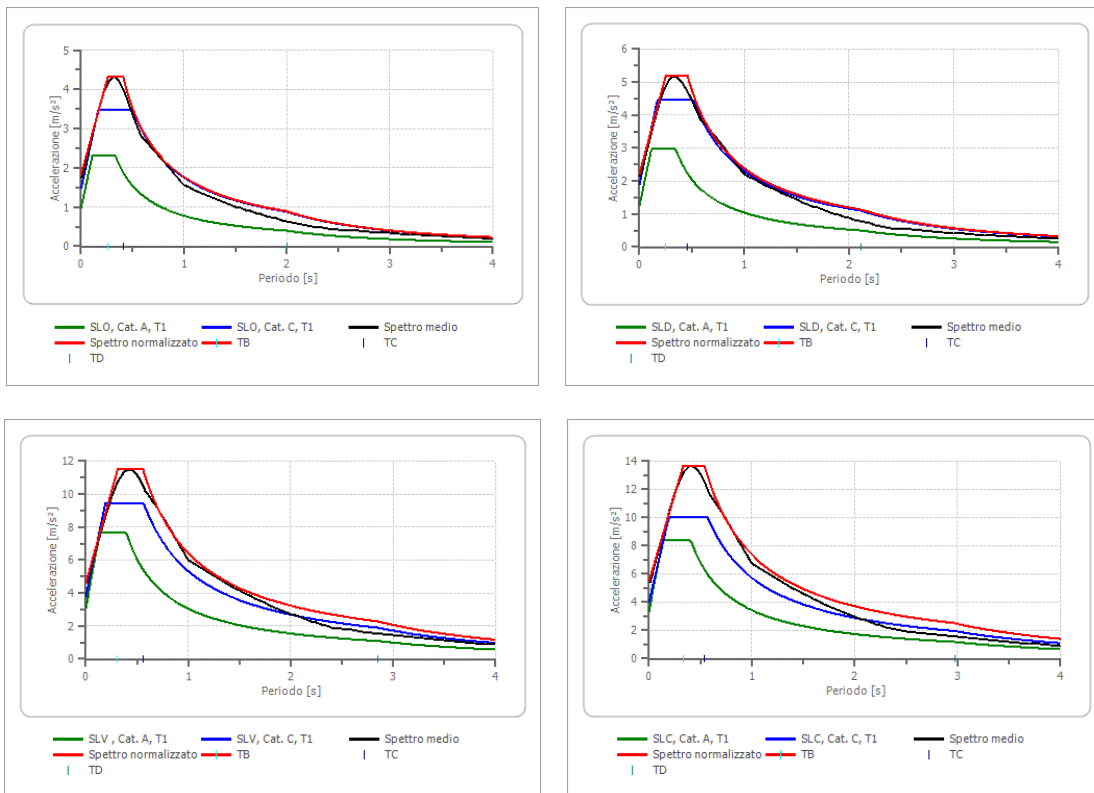 5
4
3
2
1
0
Accelerazione [m/s²]
0 1 2 3 4
Periodo [s]
SLO, Cat. A, T1 SLO, Cat. C, T1 Spettro medio
Spettro normalizzato TB TC
TD
6
5
4
3
2
1
0
Accelerazione [m/s²]
0 1 2 3 4
Periodo [s]
SLD, Cat. A, T1 SLD, Cat. C, T1 Spettro medio
Spettro normalizzato TB TC
TD
12
10
8
6
4
2
0
Accelerazione [m/s²]
0 1 2 3 4
Periodo [s]
SLV , Cat. A, T1 SLV, Cat. C, T1 Spettro medio
Spettro normalizzato TB TC
TD
14
12
10
8
6
4
2
0
Accelerazione [m/s²]
0 1 2 3 4
Periodo [s]
SLC, Cat. A, T1 SLC, Cat. C, T1 Spettro medio
Spettro normalizzato TB TC
TD